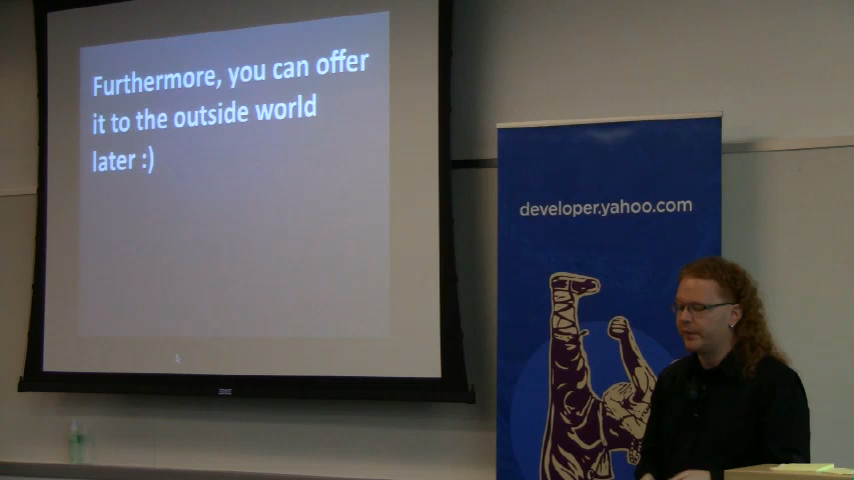 Furthermore, you can offer
it to the outside world
later :)
developer.yahoo.com